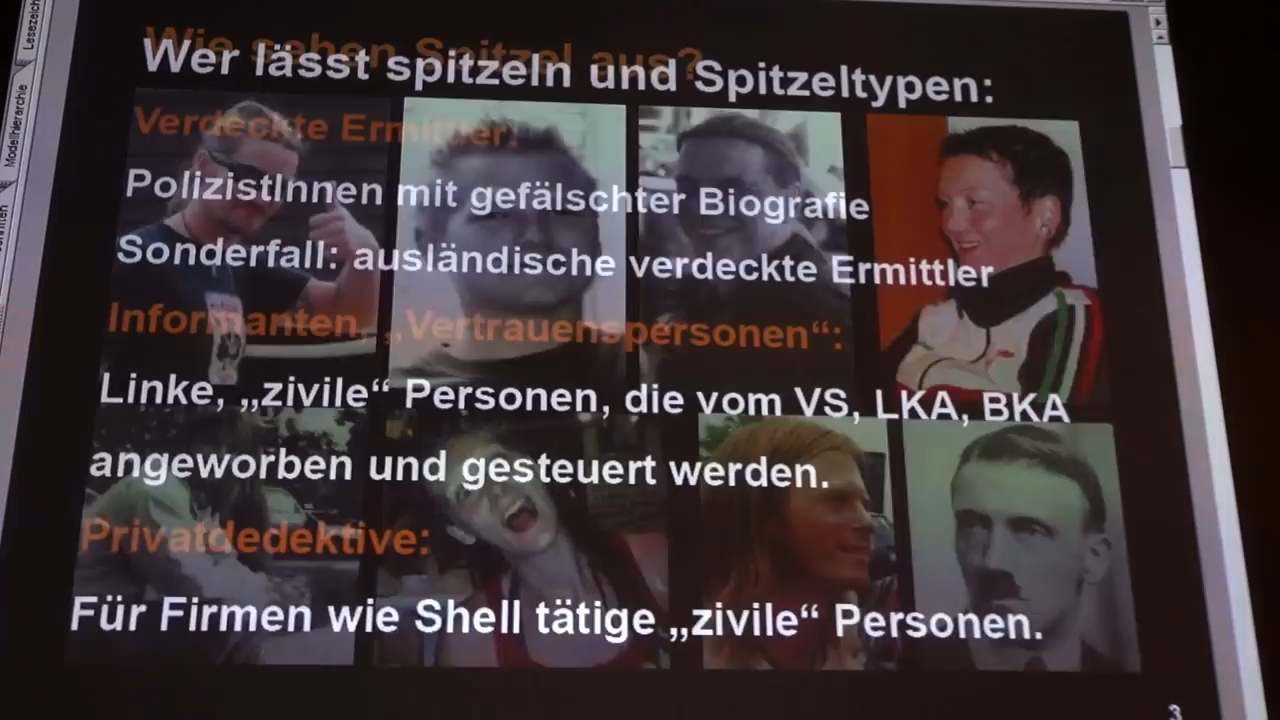 Lesezeich
Modellhierarchie
Wie sehen Spitzel aus?
Wer lässt spitzeln und Spitzeltypen:
Verdeckte Ermittler:
PolizistInnen mit gefälschter Biografie
Sonderfall: ausländische verdeckte Ermittler
Informanten, „Vertrauenspersonen“:
Linke, „zivile“ Personen, die vom VS, LKA, BKA
angeworben und gesteuert werden.
Privatdedektive:
Für Firmen wie Shell tätige „zivile“ Personen.
3